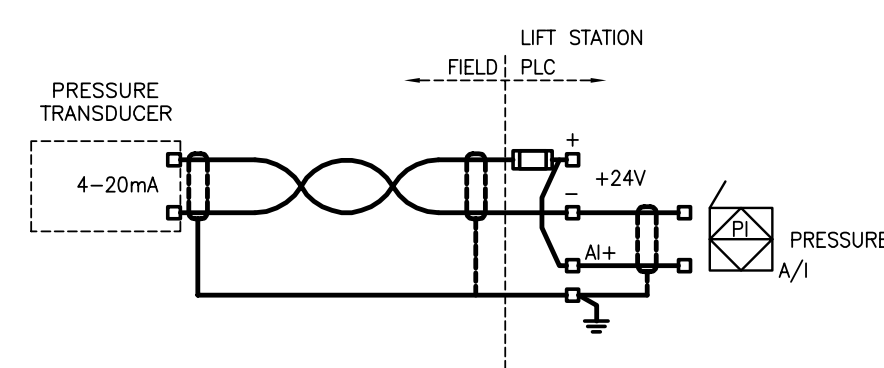 LIFT STATION
FIELD PLC
PRESSURE
TRANSDUCER
+
4-20mA
+24V
−
PI
PRESSURE
AI+
A/I